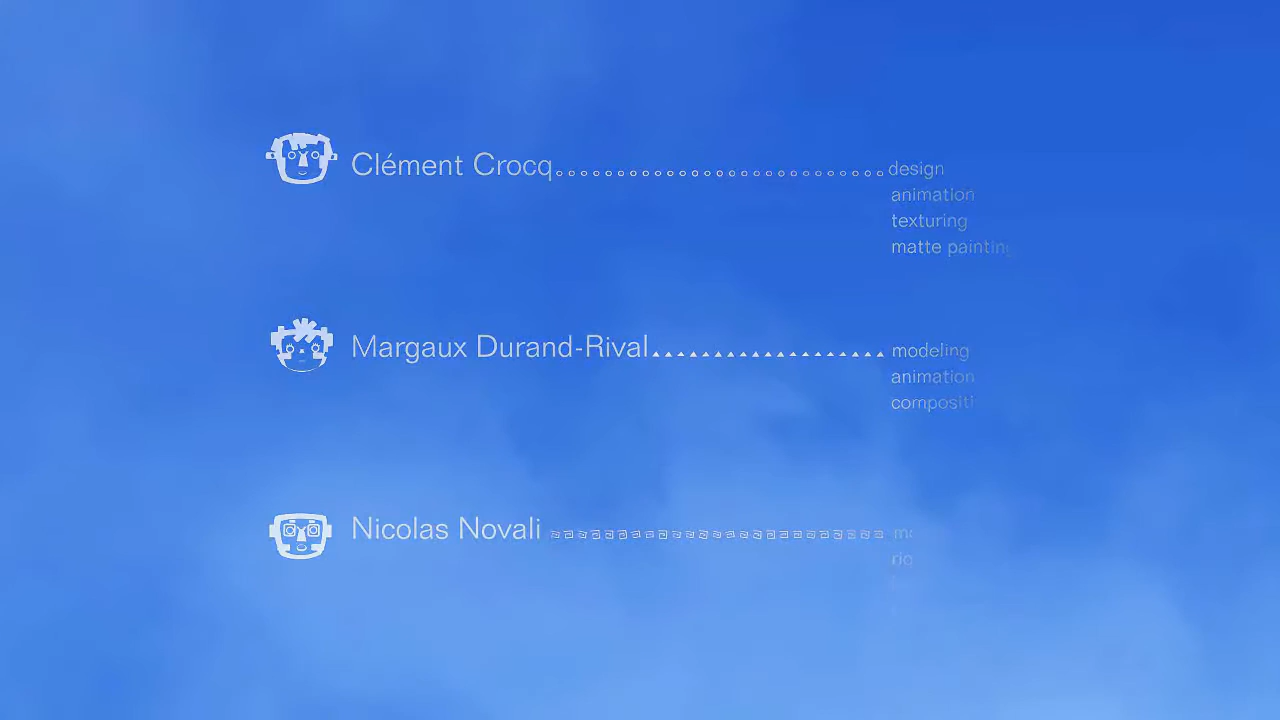 Clément Crocq design
animation
texturing
matte painting
Margaux Durand-Rival modeling
animation
Nicolas Novali